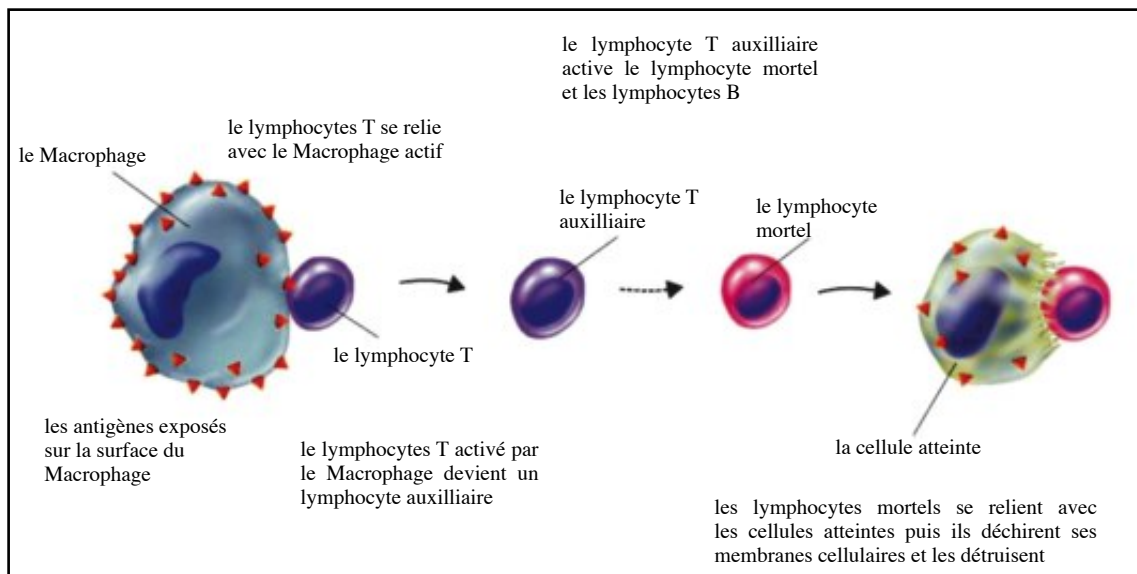 le lymphocyte T auxilliaire
active le lymphocyte mortel
et les lymphocytes B
le lymphocytes T se relie
avec le Macrophage actif
le Macrophage
le lymphocyte T
auxilliaire
le lymphocyte
mortel
le lymphocyte T
les antigènes exposés
sur la surface du
Macrophage
le lymphocytes T activé par
le Macrophage devient un
lymphocyte auxilliaire
la cellule atteinte
les lymphocytes mortels se relient avec
les cellules atteintes puis ils déchirent ses
membranes cellulaires et les détruisent